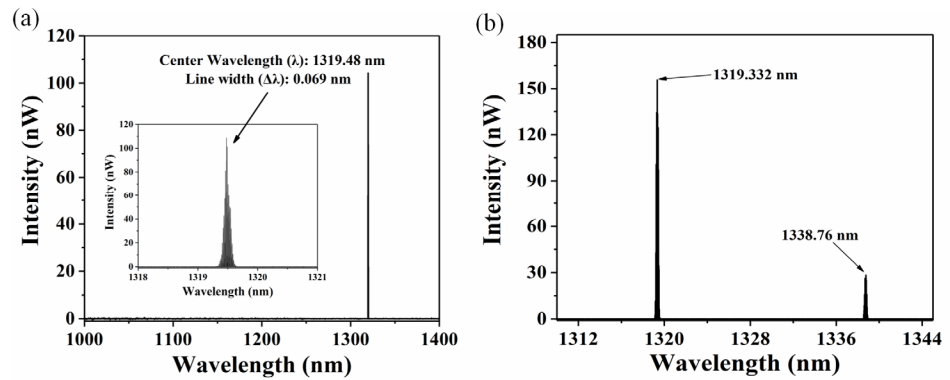 (a)
120
100
80
60
40
20
0
Intensity (nW)
Center Wavelength (λ): 1319.48 nm
Line width (Δλ): 0.069 nm
120
100
80
60
40
20
0
Intensity (nW)
1318 1319 1320 1321
Wavelength (nm)
1000 1100 1200 1300 1400
Wavelength (nm)
(b)
180
150
120
90
60
30
0
Intensity (nW)
1319.332 nm
1338.76 nm
1312 1320 1328 1336 1344
Wavelength (nm)